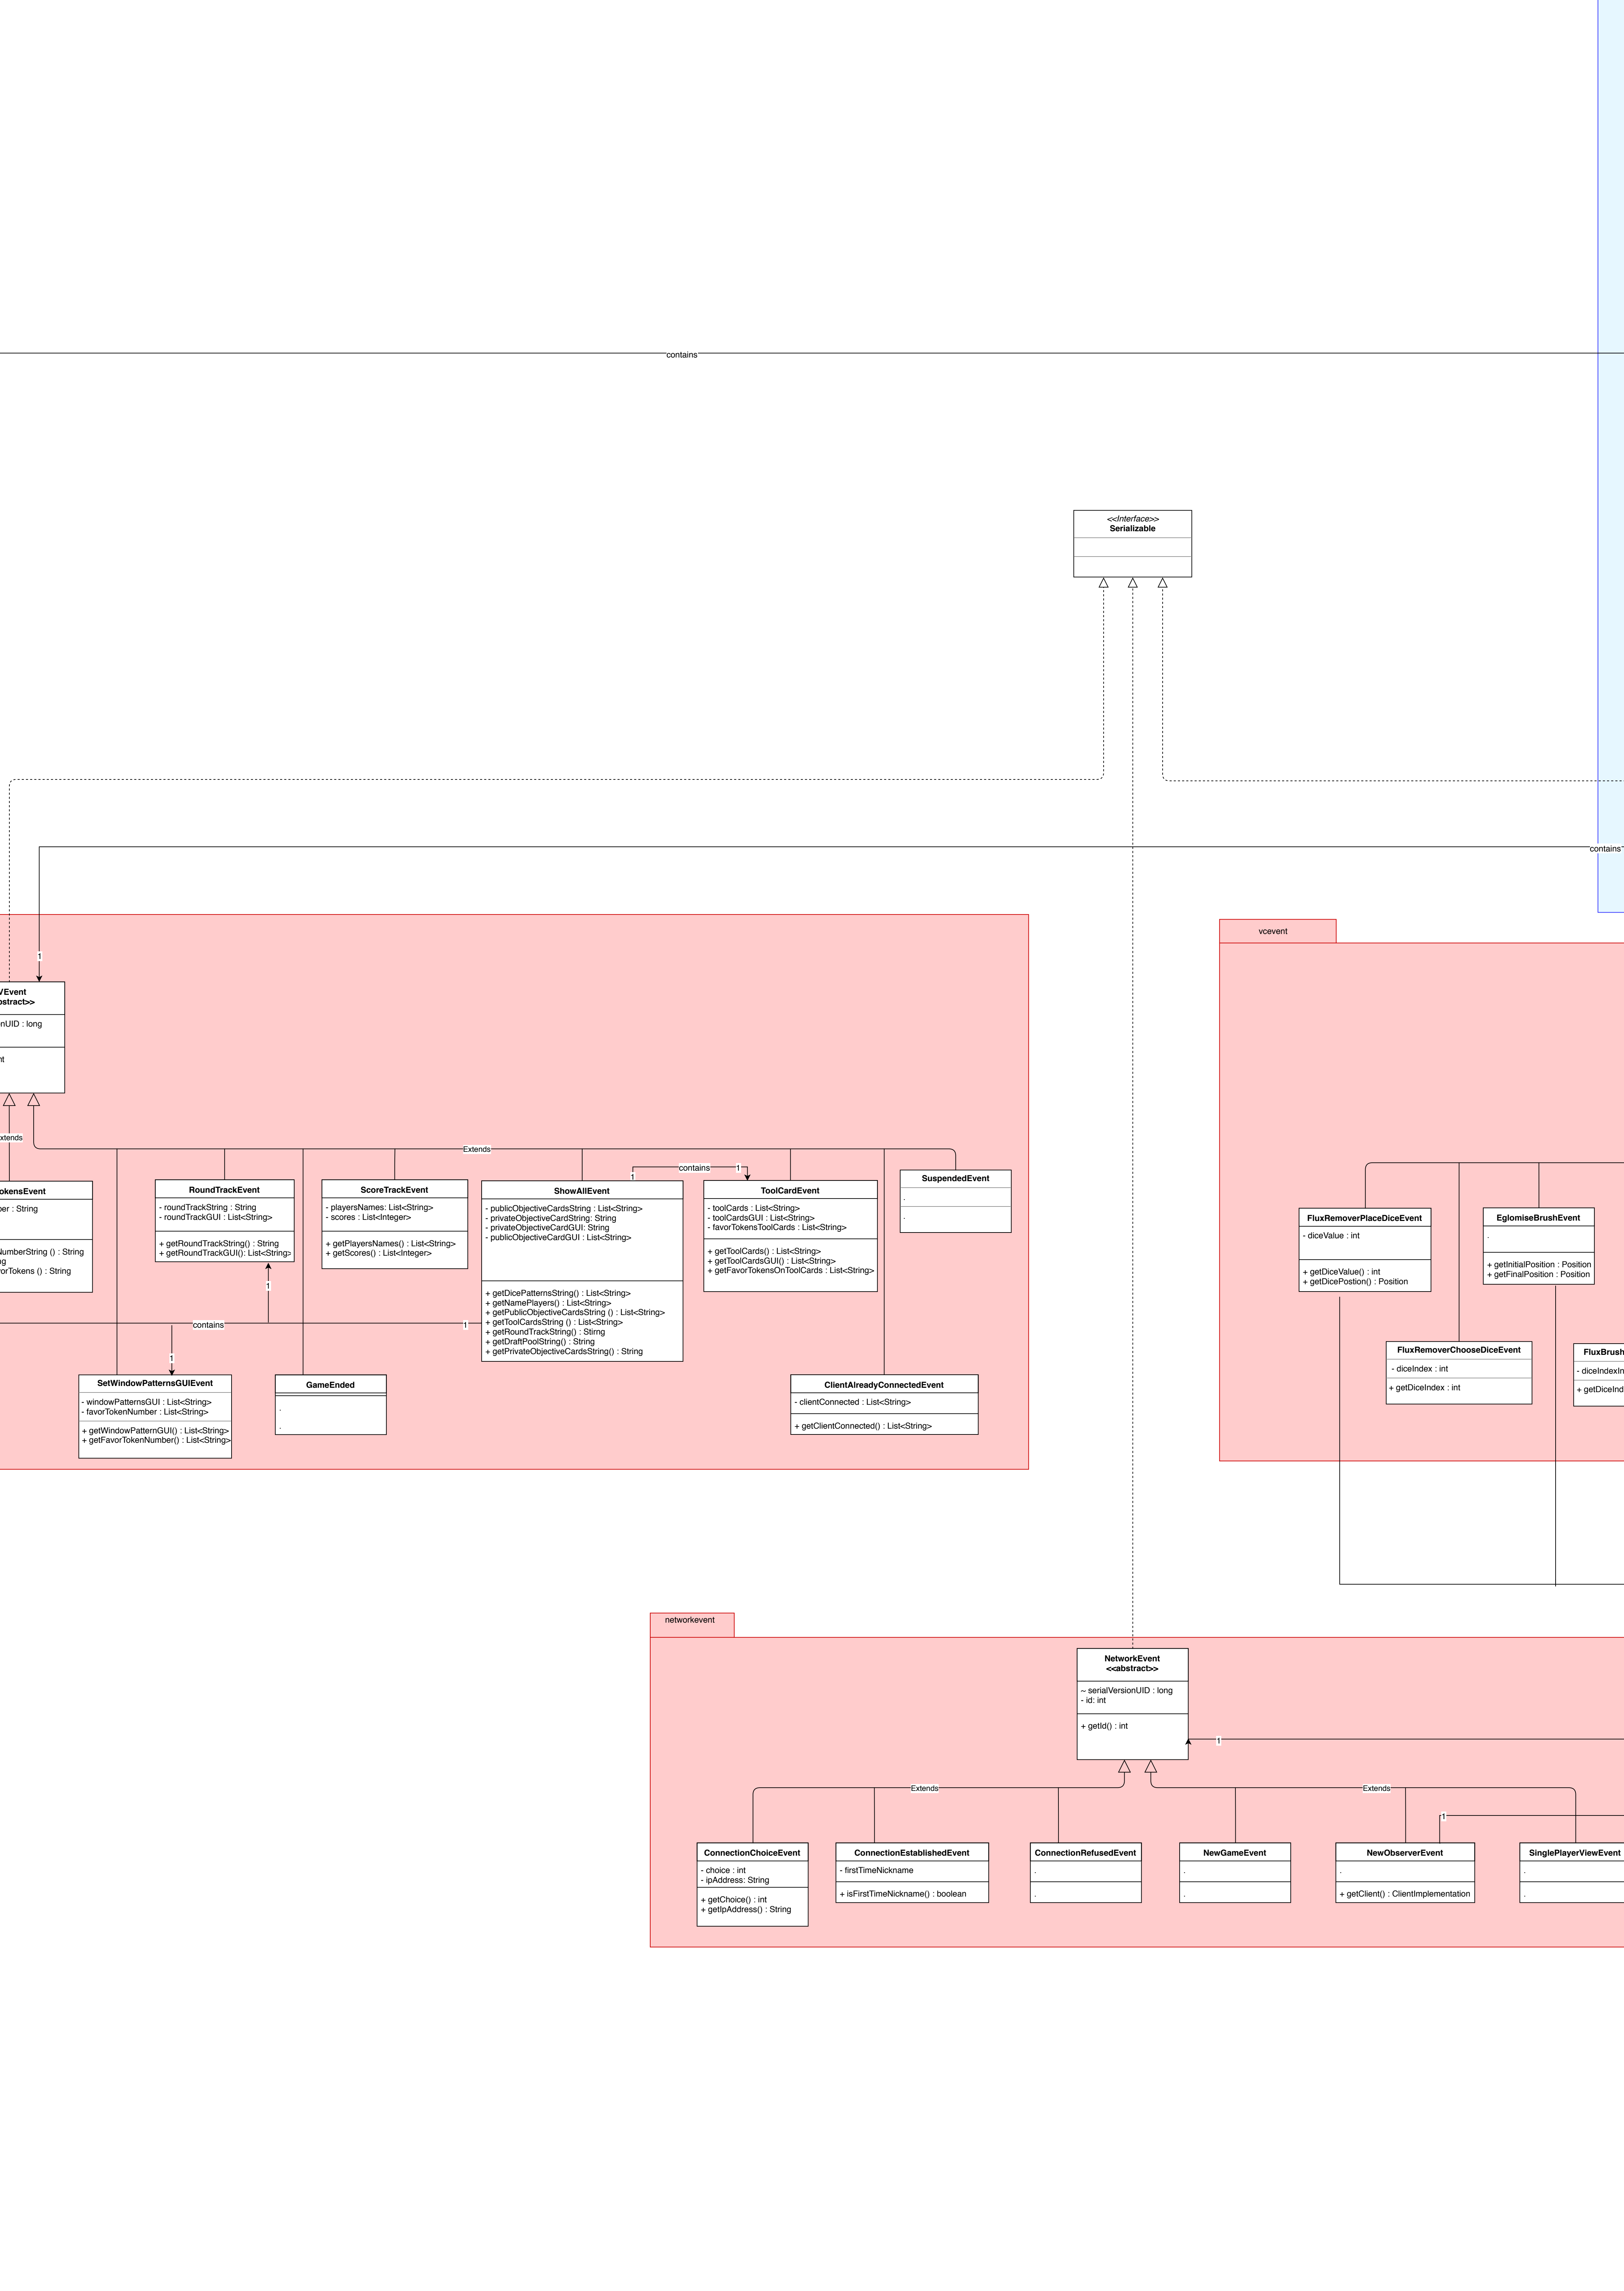 contains
<<Interface>>
Serializable
contains
1
vcevent
VEvent
ostract>>
nUID : long
nt
xtends
Extends
contains
1
1
okensEvent
ber : String
NumberString () : String
ng
vorTokens () : String
RoundTrackEvent
- roundTrackString : String
- roundTrackGUI : List<String>
+ getRoundTrackString() : String
+ getRoundTrackGUI(): List<String>
ScoreTrackEvent
- playersNames: List<String>
- scores : List<Integer>
+ getPlayersNames() : List<String>
+ getScores() : List<Integer>
ShowAllEvent
- publicObjectiveCardsString : List<String>
- privateObjectiveCardString: String
- privateObjectiveCardGUI: String
- publicObjectiveCardGUI : List<String>
+ getDicePatternsString() : List<String>
+ getNamePlayers() : List<String>
+ getPublicObjectiveCardsString () : List<String>
+ getToolCardsString () : List<String>
+ getRoundTrackString() : Stirng
+ getDraftPoolString() : String
+ getPrivateObjectiveCardsString() : String
ToolCardEvent
- toolCards : List<String>
- toolCardsGUI : List<String>
- favorTokensToolCards : List<String>
+ getToolCards() : List<String>
+ getToolCardsGUI() : List<String>
+ getFavorTokensOnToolCards : List<String>
SuspendedEvent
.
.
1
contains
1
1
SetWindowPatternsGUIEvent
- windowPatternsGUI : List<String>
- favorTokenNumber : List<String>
+ getWindowPatternGUI() : List<String>
+ getFavorTokenNumber() : List<String>
GameEnded
.
.
ClientAlreadyConnectedEvent
- clientConnected : List<String>
+ getClientConnected() : List<String>
FluxRemoverPlaceDiceEvent
- diceValue : int
+ getDiceValue() : int
+ getDicePostion() : Position
EglomiseBrushEvent
.
+ getInitialPosition : Position
+ getFinalPosition : Position
FluxRemoverChooseDiceEvent
- diceIndex : int
+ getDiceIndex : int
FluxBrush
- diceIndexIn
+ getDiceInd
networkevent
NetworkEvent
<<abstract>>
~ serialVersionUID : long
- id: int
+ getId() : int
1
Extends
Extends
1
ConnectionChoiceEvent
- choice : int
- ipAddress: String
+ getChoice() : int
+ getIpAddress() : String
ConnectionEstablishedEvent
- firstTimeNickname
+ isFirstTimeNickname() : boolean
ConnectionRefusedEvent
.
.
NewGameEvent
.
.
NewObserverEvent
.
+ getClient() : ClientImplementation
SinglePlayerViewEvent
.
.